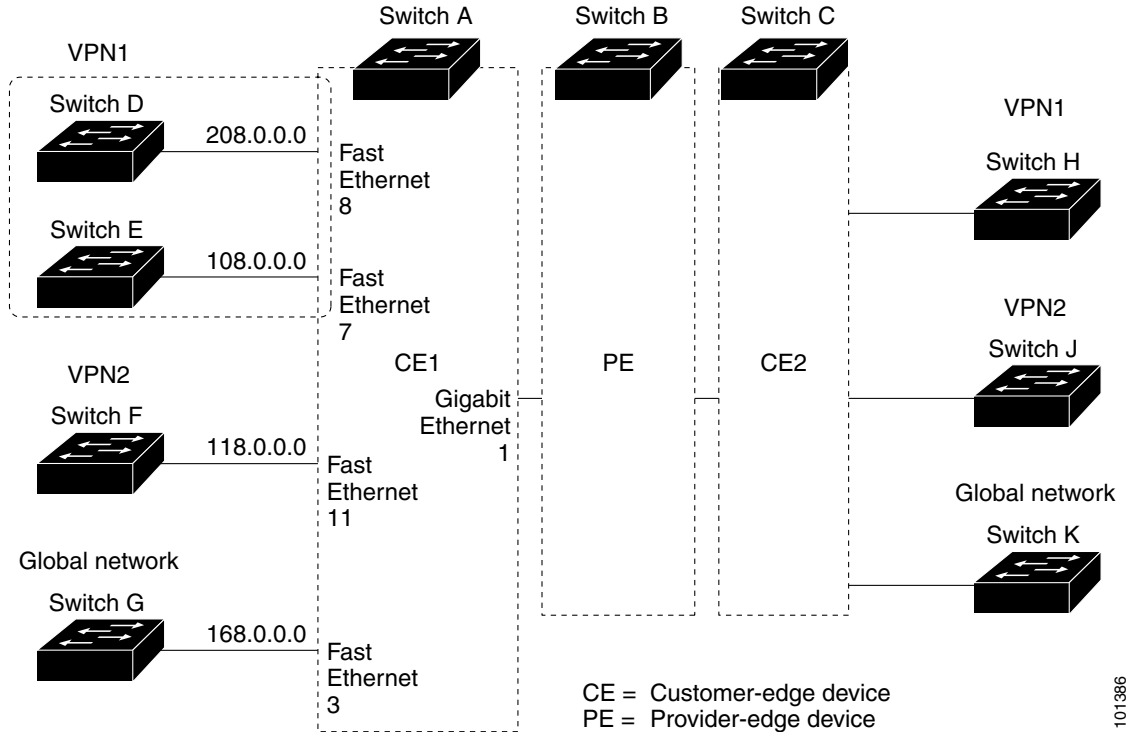 Switch A
Switch B
Switch C
VPN1
Switch D
208.0.0.0
Fast
Ethernet
8
Switch E
108.0.0.0
Fast
Ethernet
7
VPN2
Switch F
118.0.0.0
Fast
Ethernet
11
Global network
Switch G
168.0.0.0
Fast
Ethernet
3
CE1
Gigabit
Ethernet
1
PE
CE2
VPN1
Switch H
VPN2
Switch J
Global network
Switch K
CE = Customer-edge device
PE = Provider-edge device
101386